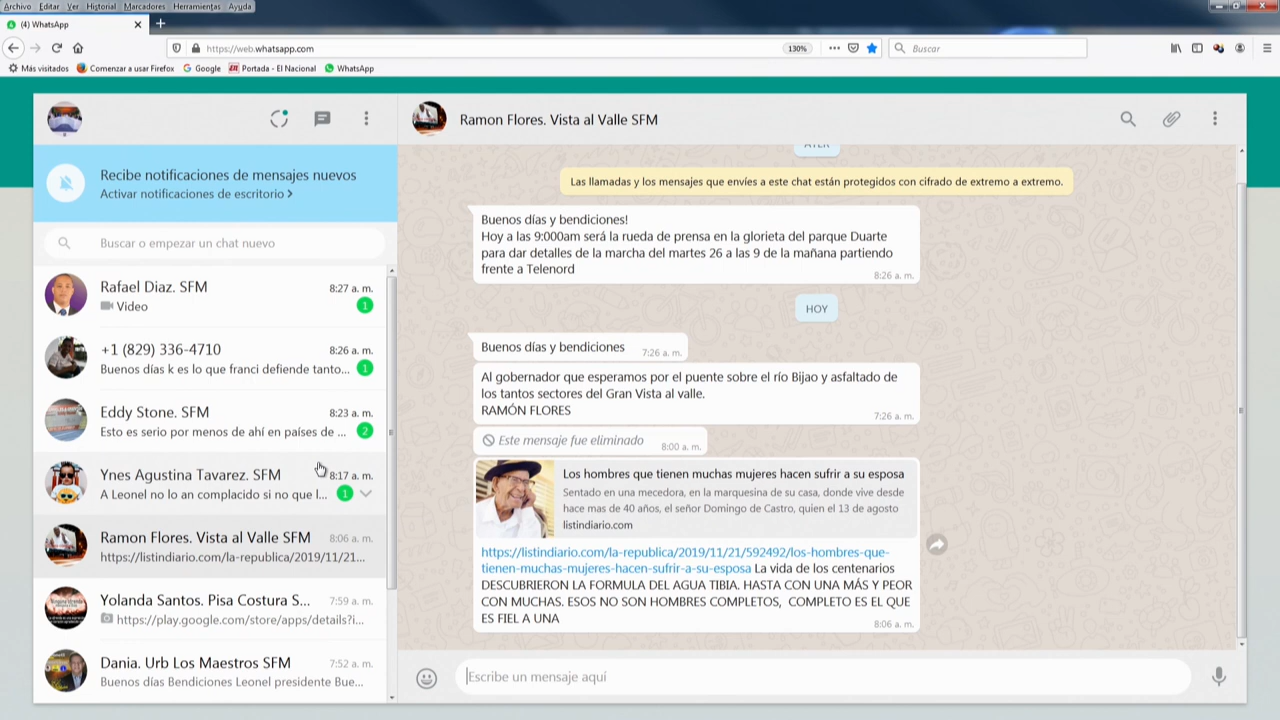 Archivo Editar Ver Historial Marcadores Herramientas Ayuda
(4) WhatsApp
https://web.whatsapp.com
130%
Buscar
Más visitados
Comenzar a usar Firefox
Google
Portada - El Nacional
WhatsApp
Recibe notificaciones de mensajes nuevos
Activar notificaciones de escritorio >
Buscar o empezar un chat nuevo
Rafael Diaz. SFM
8:27 a. m.
Video
1
+1 (829) 336-4710
8:26 a. m.
Buenos días k es lo que franci defiende tanto...
1
Eddy Stone. SFM
8:23 a. m.
Esto es serio por menos de ahí en países de ...
2
Ynes Agustina Tavarez. SFM
8:17 a. m.
A Leonel no lo an complacido si no que l...
1
Ramon Flores. Vista al Valle SFM
8:06 a. m.
https://listindiario.com/la-republica/2019/11/21...
Yolanda Santos. Pisa Costura S...
7:59 a. m.
https://play.google.com/store/apps/details?i...
Dania. Urb Los Maestros SFM
7:52 a. m.
Buenos días Bendiciones Leonel presidente Bue...
Ramon Flores. Vista al Valle SFM
AYER
Las llamadas y los mensajes que envíes a este chat están protegidos con cifrado de extremo a extremo.
Buenos días y bendiciones!
Hoy a las 9:000am será la rueda de prensa en la glorieta del parque Duarte
para dar detalles de la marcha del martes 26 a las 9 de la mañana partiendo
frente a Telenord
8:26 a. m.
HOY
Buenos días y bendiciones
7:26 a. m.
Al gobernador que esperamos por el puente sobre el río Bijao y asfaltado de
los tantos sectores del Gran Vista al valle.
RAMÓN FLORES
7:26 a. m.
Este mensaje fue eliminado
8:00 a. m.
Los hombres que tienen muchas mujeres hacen sufrir a su esposa
Sentado en una mecedora, en la marquesina de su casa, donde vive desde
hace mas de 40 años, el señor Domingo de Castro, quien el 13 de agosto
listindiario.com
https://listindiario.com/la-republica/2019/11/21/592492/los-hombres-que-
tienen-muchas-mujeres-hacen-sufrir-a-su-esposa La vida de los centenarios
DESCUBRIERON LA FORMULA DEL AGUA TIBIA. HASTA CON UNA MÁS Y PEOR
CON MUCHAS. ESOS NO SON HOMBRES COMPLETOS, COMPLETO ES EL QUE
ES FIEL A UNA
8:06 a. m.
Escribe un mensaje aquí